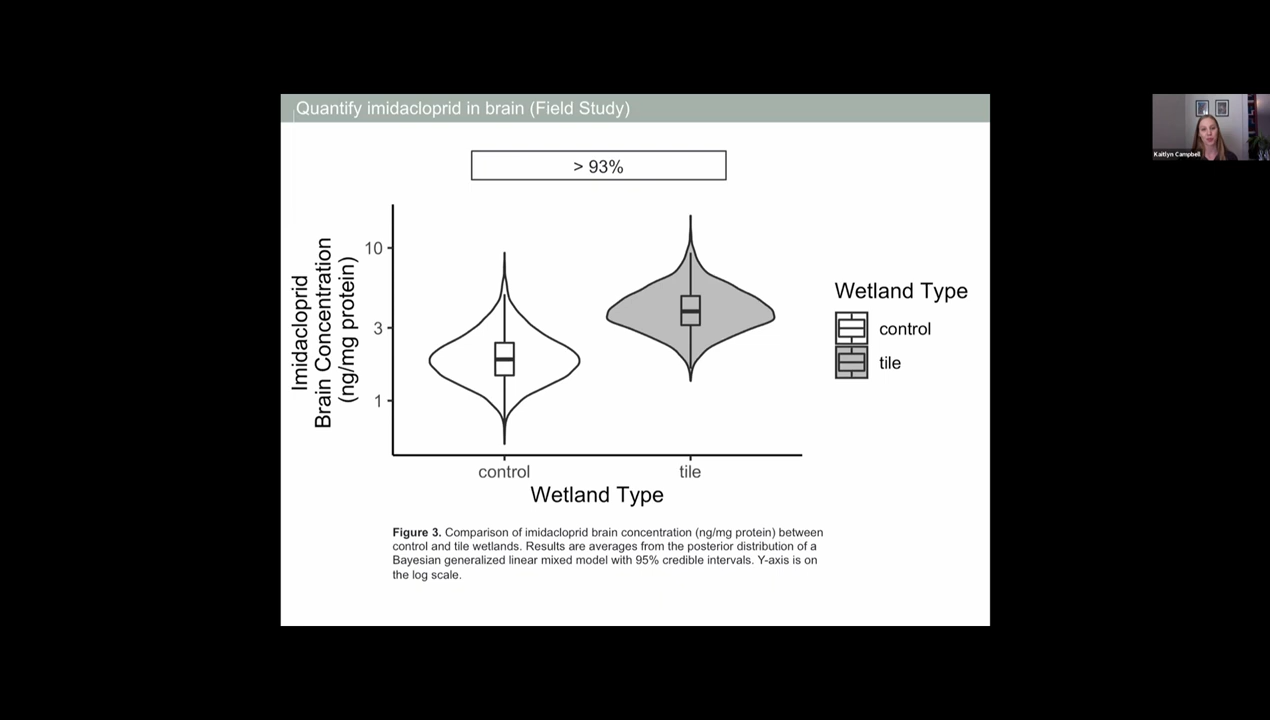 Quantify imidacloprid in brain (Field Study)
> 93%
Imidacloprid
Brain Concentration
(ng/mg protein)
10
3
1
control
tile
Wetland Type
Wetland Type
control
tile
Figure 3. Comparison of imidacloprid brain concentration (ng/mg protein) between
control and tile wetlands. Results are averages from the posterior distribution of a
Bayesian generalized linear mixed model with 95% credible intervals. Y-axis is on
the log scale.
Kaitlyn Campbell